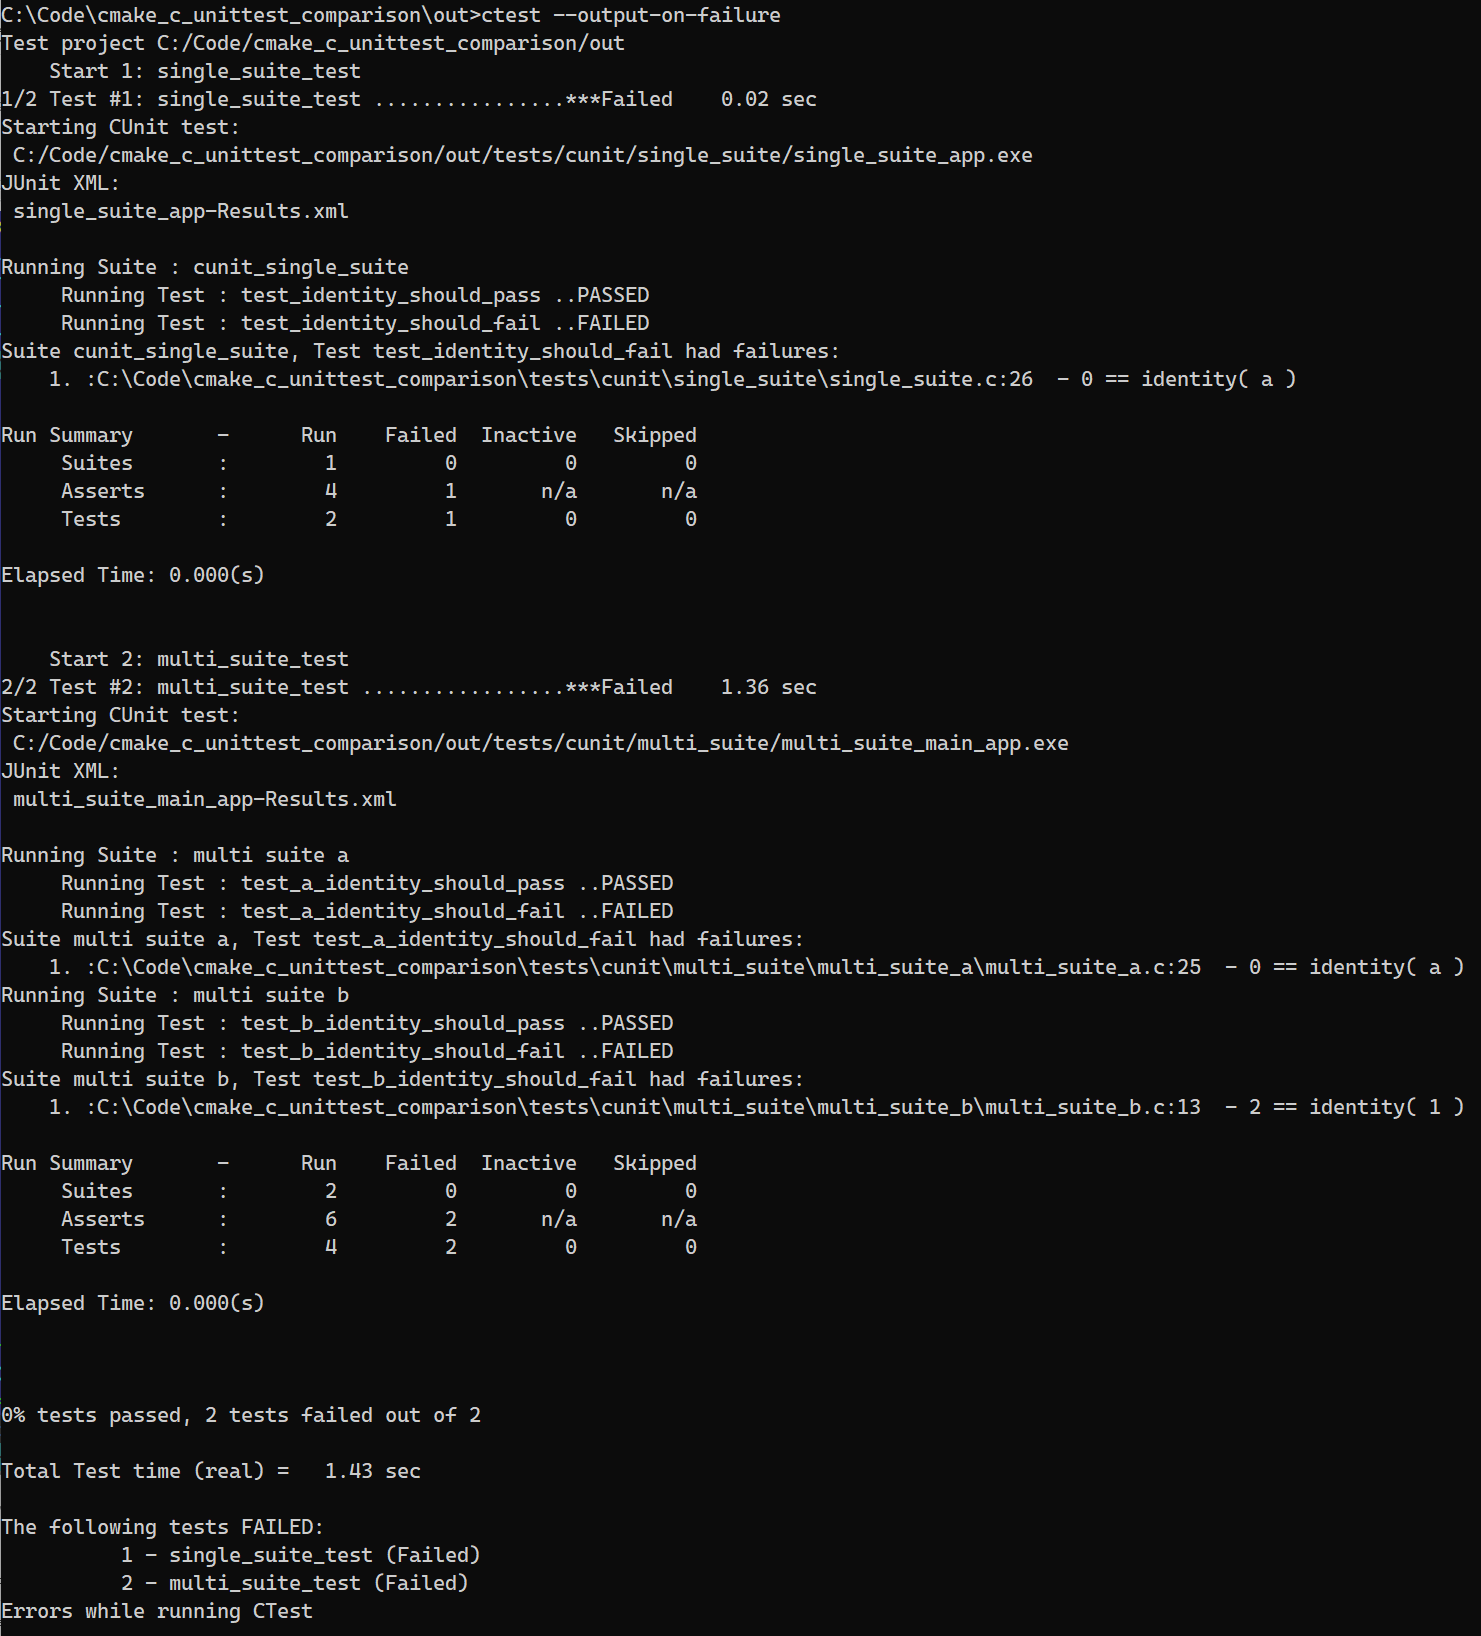 C:\Code\cmake_c_unittest_comparison\out>ctest --output-on-failure
Test project C:/Code/cmake_c_unittest_comparison/out
    Start 1: single_suite_test
1/2 Test #1: single_suite_test ................***Failed    0.02 sec
Starting CUnit test:
 C:/Code/cmake_c_unittest_comparison/out/tests/cunit/single_suite/single_suite_app.exe
JUnit XML:
 single_suite_app-Results.xml

Running Suite : cunit_single_suite
     Running Test : test_identity_should_pass ..PASSED
     Running Test : test_identity_should_fail ..FAILED
Suite cunit_single_suite, Test test_identity_should_fail had failures:
    1. :C:\Code\cmake_c_unittest_comparison\tests\cunit\single_suite\single_suite.c:26  - 0 == identity( a )

Run Summary       -      Run    Failed  Inactive   Skipped
     Suites       :        1         0         0         0
     Asserts      :        4         1       n/a       n/a
     Tests        :        2         1         0         0

Elapsed Time: 0.000(s)

    Start 2: multi_suite_test
2/2 Test #2: multi_suite_test .................***Failed    1.36 sec
Starting CUnit test:
 C:/Code/cmake_c_unittest_comparison/out/tests/cunit/multi_suite/multi_suite_main_app.exe
JUnit XML:
 multi_suite_main_app-Results.xml

Running Suite : multi suite a
     Running Test : test_a_identity_should_pass ..PASSED
     Running Test : test_a_identity_should_fail ..FAILED
Suite multi suite a, Test test_a_identity_should_fail had failures:
    1. :C:\Code\cmake_c_unittest_comparison\tests\cunit\multi_suite\multi_suite_a\multi_suite_a.c:25  - 0 == identity( a )
Running Suite : multi suite b
     Running Test : test_b_identity_should_pass ..PASSED
     Running Test : test_b_identity_should_fail ..FAILED
Suite multi suite b, Test test_b_identity_should_fail had failures:
    1. :C:\Code\cmake_c_unittest_comparison\tests\cunit\multi_suite\multi_suite_b\multi_suite_b.c:13  - 2 == identity( 1 )

Run Summary       -      Run    Failed  Inactive   Skipped
     Suites       :        2         0         0         0
     Asserts      :        6         2       n/a       n/a
     Tests        :        4         2         0         0

Elapsed Time: 0.000(s)

0% tests passed, 2 tests failed out of 2

Total Test time (real) =   1.43 sec

The following tests FAILED:
          1 - single_suite_test (Failed)
          2 - multi_suite_test (Failed)
Errors while running CTest